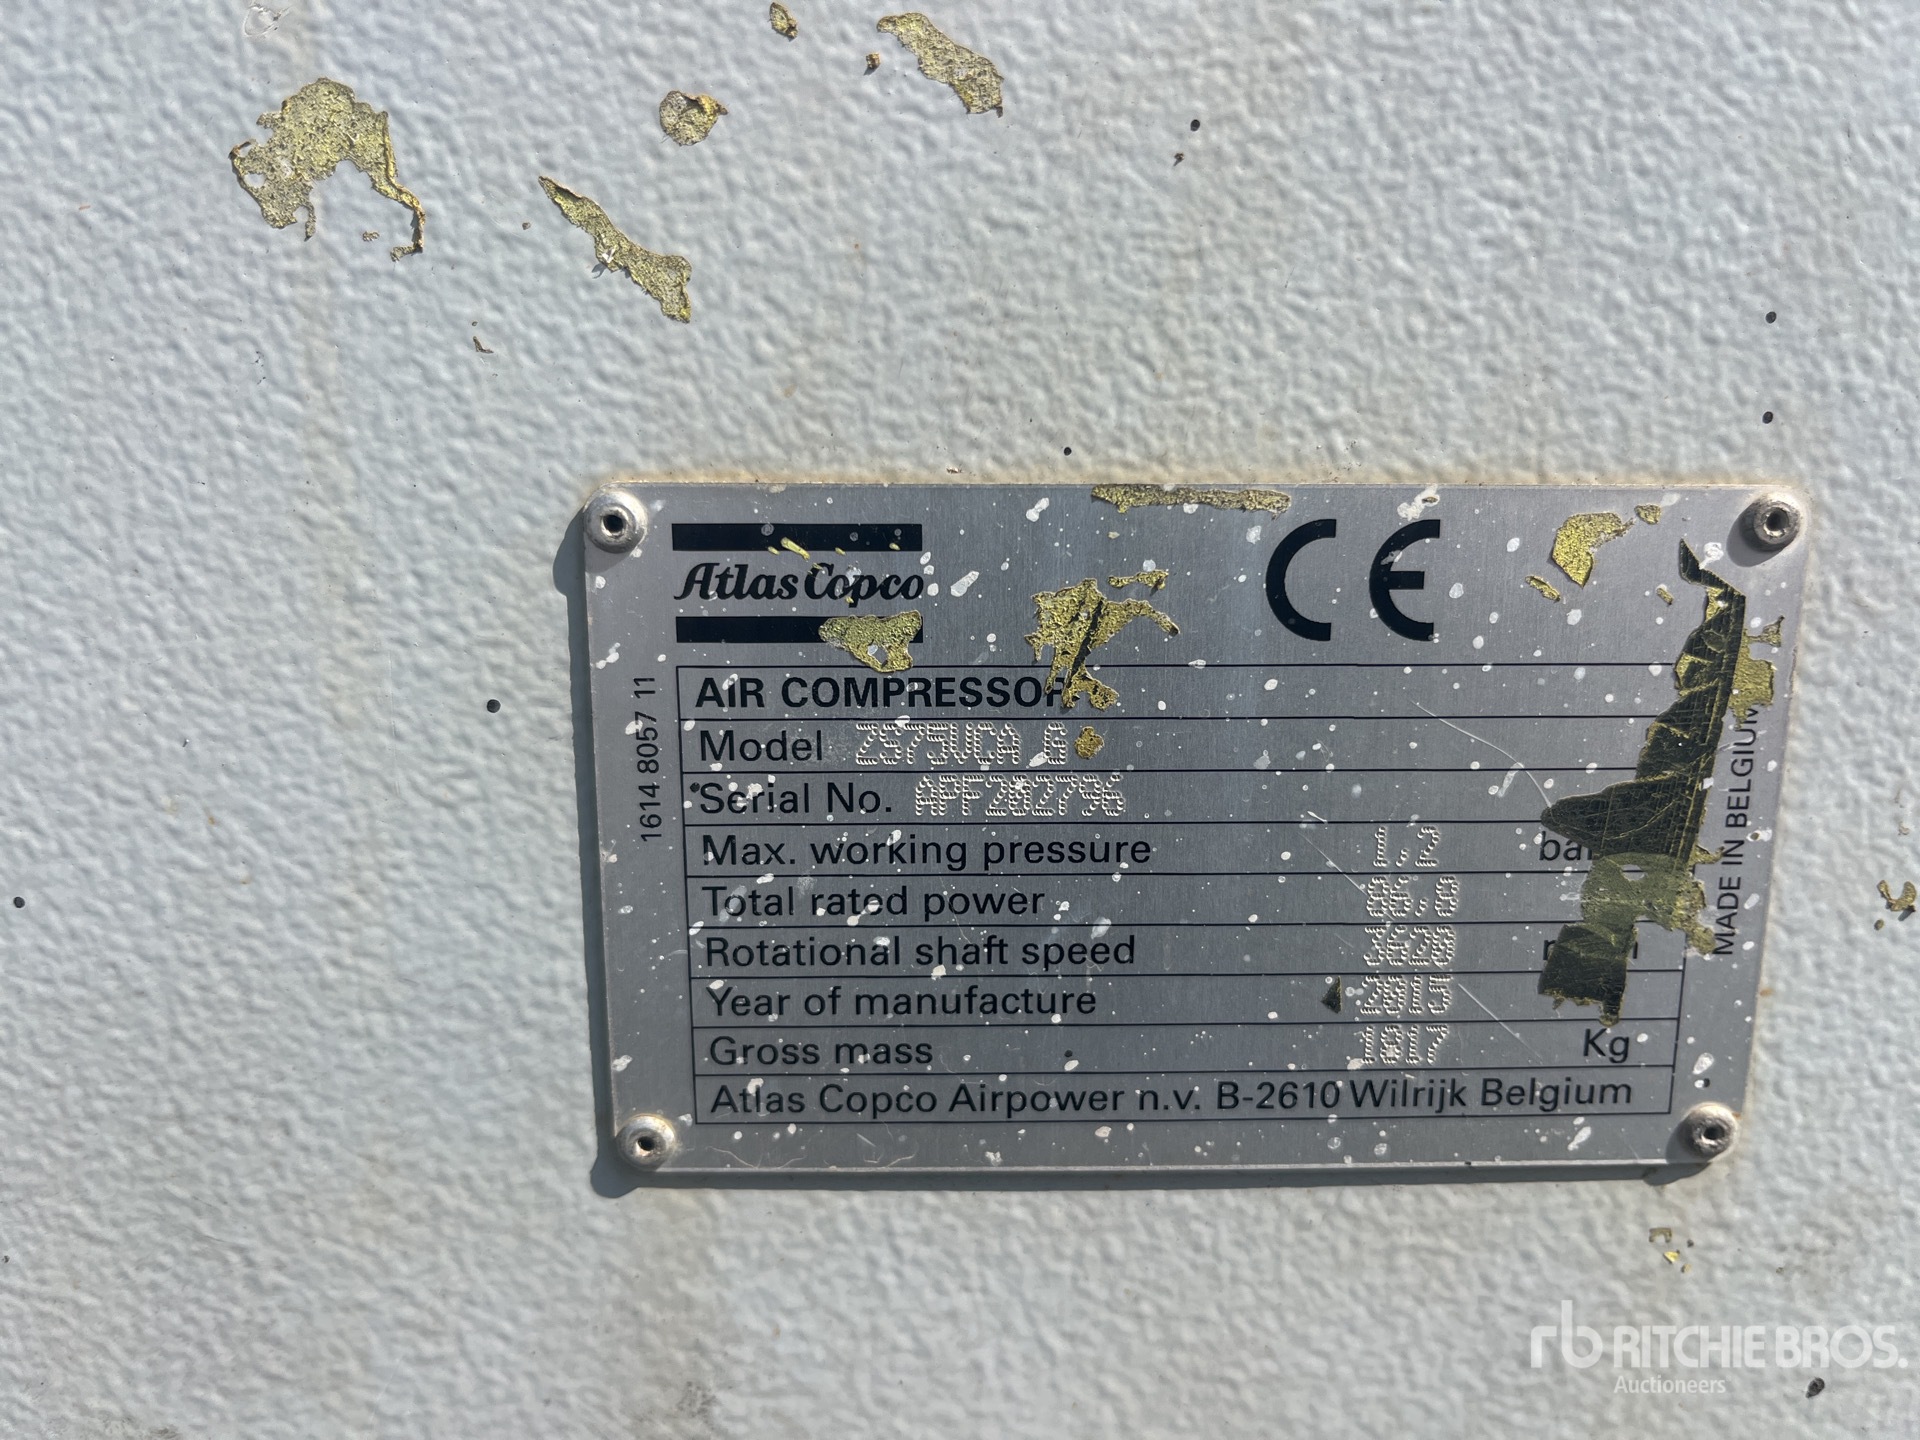 Atlas Copco
CE
AIR COMPRESSOR
Model ZS75VCA G
Serial No. APF202796
Max. working pressure 1.2
Total rated power
Rotational shaft speed
Year of manufacture 2015
Gross mass 1817 Kg
Atlas Copco Airpower n.v. B-2610 Wilrijk Belgium
1614 8057 11
MADE IN BELGIUM
rb RITCHIE BROS.
Auctioneers